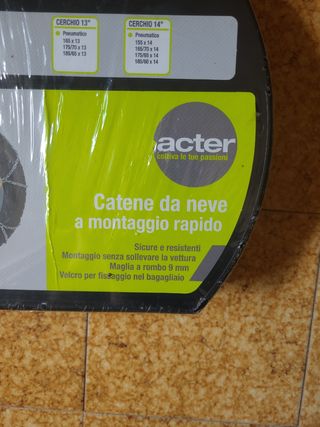 CERCHIO 13"
Pneumatico
165 x 13
175/70 x 13
185/65 x 13
CERCHIO 14"
Pneumatico
155 x 14
165/70 x 14
175/65 x 14
185/60 x 14
acter
coltiva le tue passioni
Catene da neve
a montaggio rapido
Sicure e resistenti
Montaggio senza sollevare la vettura
Maglia a rombo 9 mm
Velcro per fissaggio nel bagagliaio